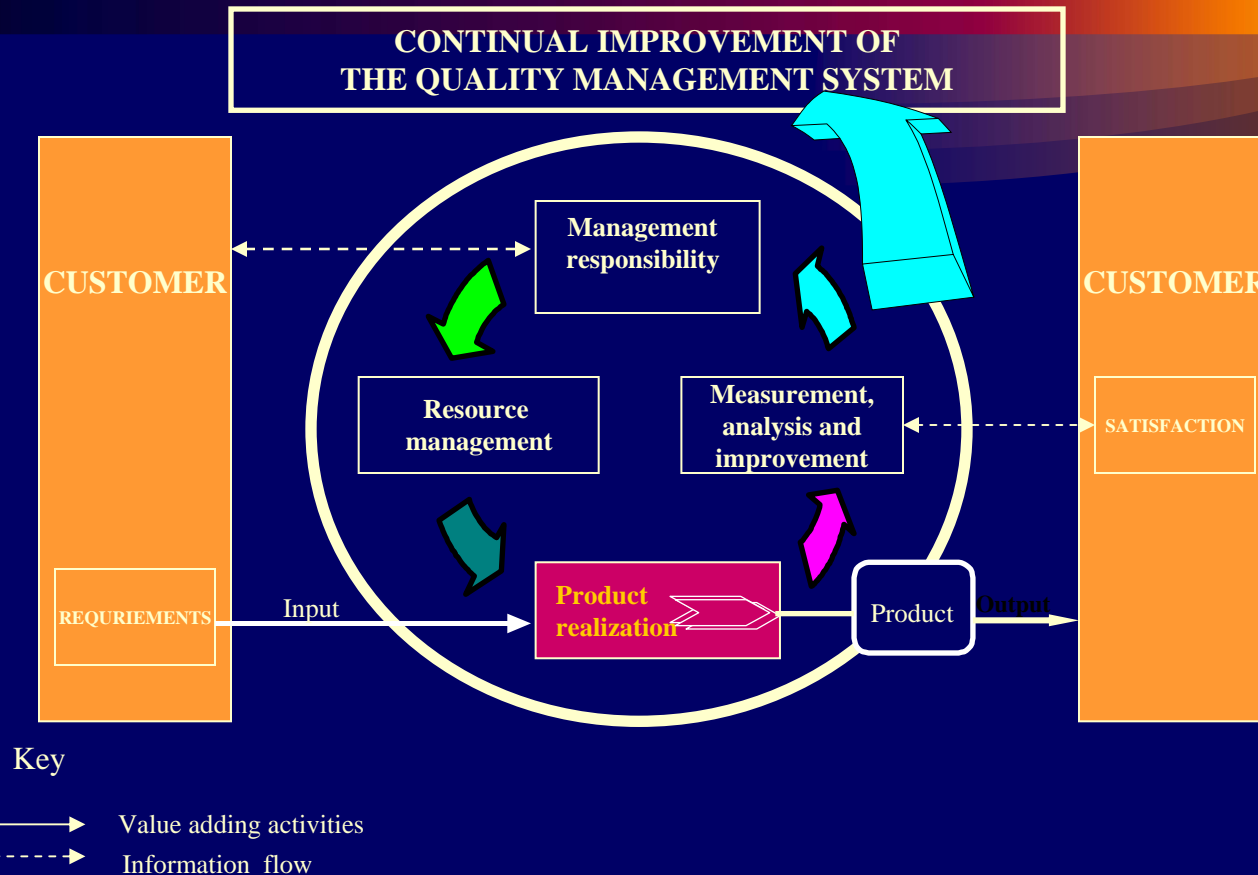 CONTINUAL IMPROVEMENT OF
THE QUALITY MANAGEMENT SYSTEM
CUSTOMER
Management
responsibility
CUSTOMER
Resource
management
Measurement,
analysis and
improvement
SATISFACTION
REQURIEMENTS
Input
Product
realization
Product
Output
Key
Value adding activities
Information flow